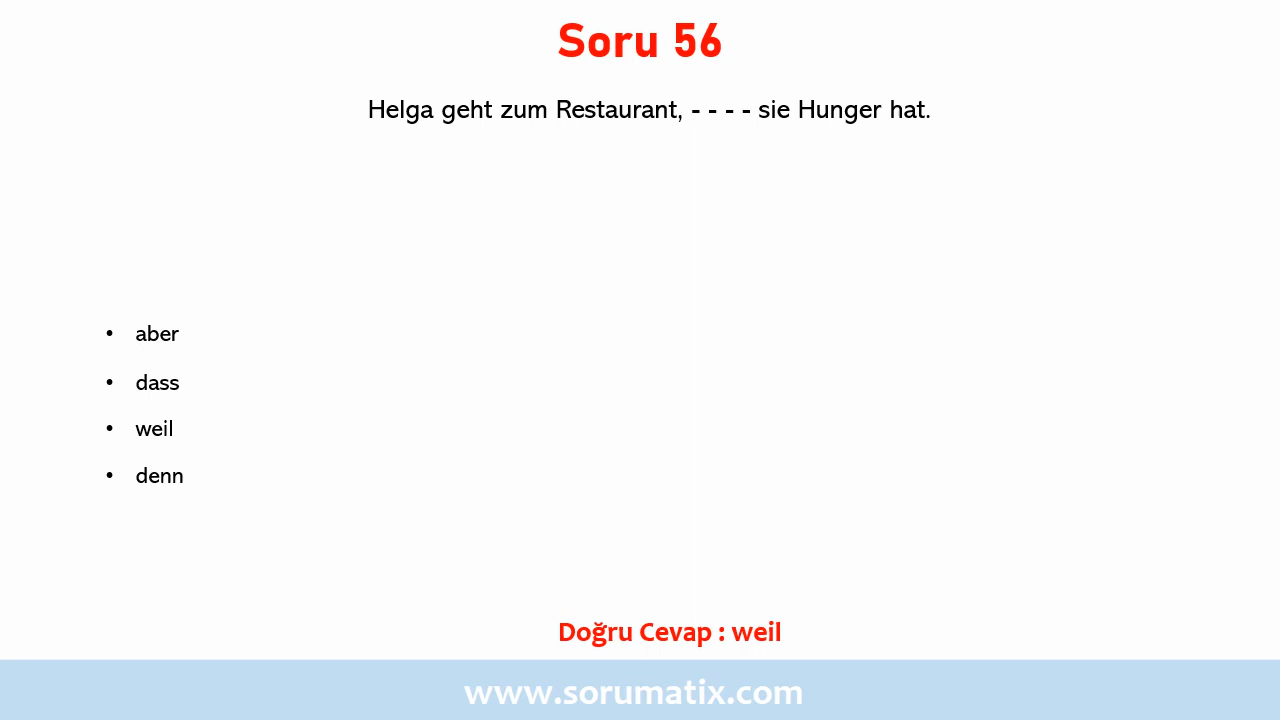 Soru 56
Helga geht zum Restaurant, - - - - sie Hunger hat.
• aber
• dass
• weil
• denn
Doğru Cevap : weil
www.sorumatix.com